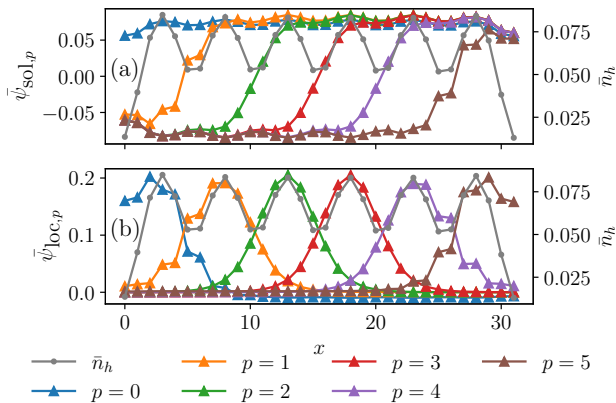 0.05
0.00
−0.05
ψ̄sol,p
(a)
0.075
0.050
0.025
n̄h
0.2
0.1
0.0
ψ̄loc,p
(b)
0.075
0.050
0.025
n̄h
0 10 20 30
x
n̄h p = 1 p = 3 p = 5
p = 0 p = 2 p = 4